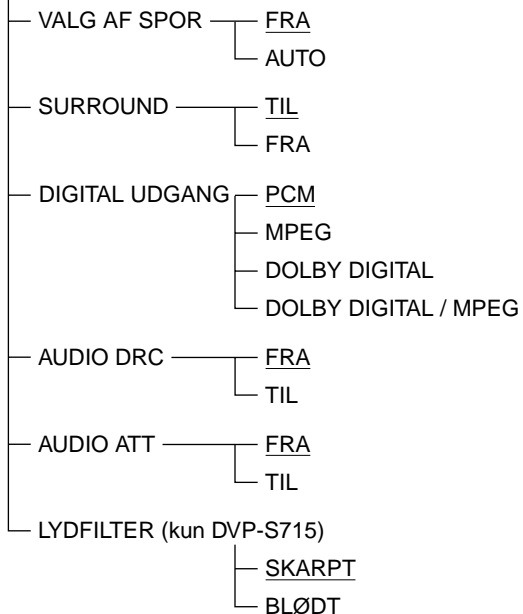 VALG AF SPOR FRA
AUTO
SURROUND TIL
FRA
DIGITAL UDGANG PCM
MPEG
DOLBY DIGITAL
DOLBY DIGITAL / MPEG
AUDIO DRC FRA
TIL
AUDIO ATT FRA
TIL
LYDFILTER (kun DVP-S715)
SKARPT
BLØDT